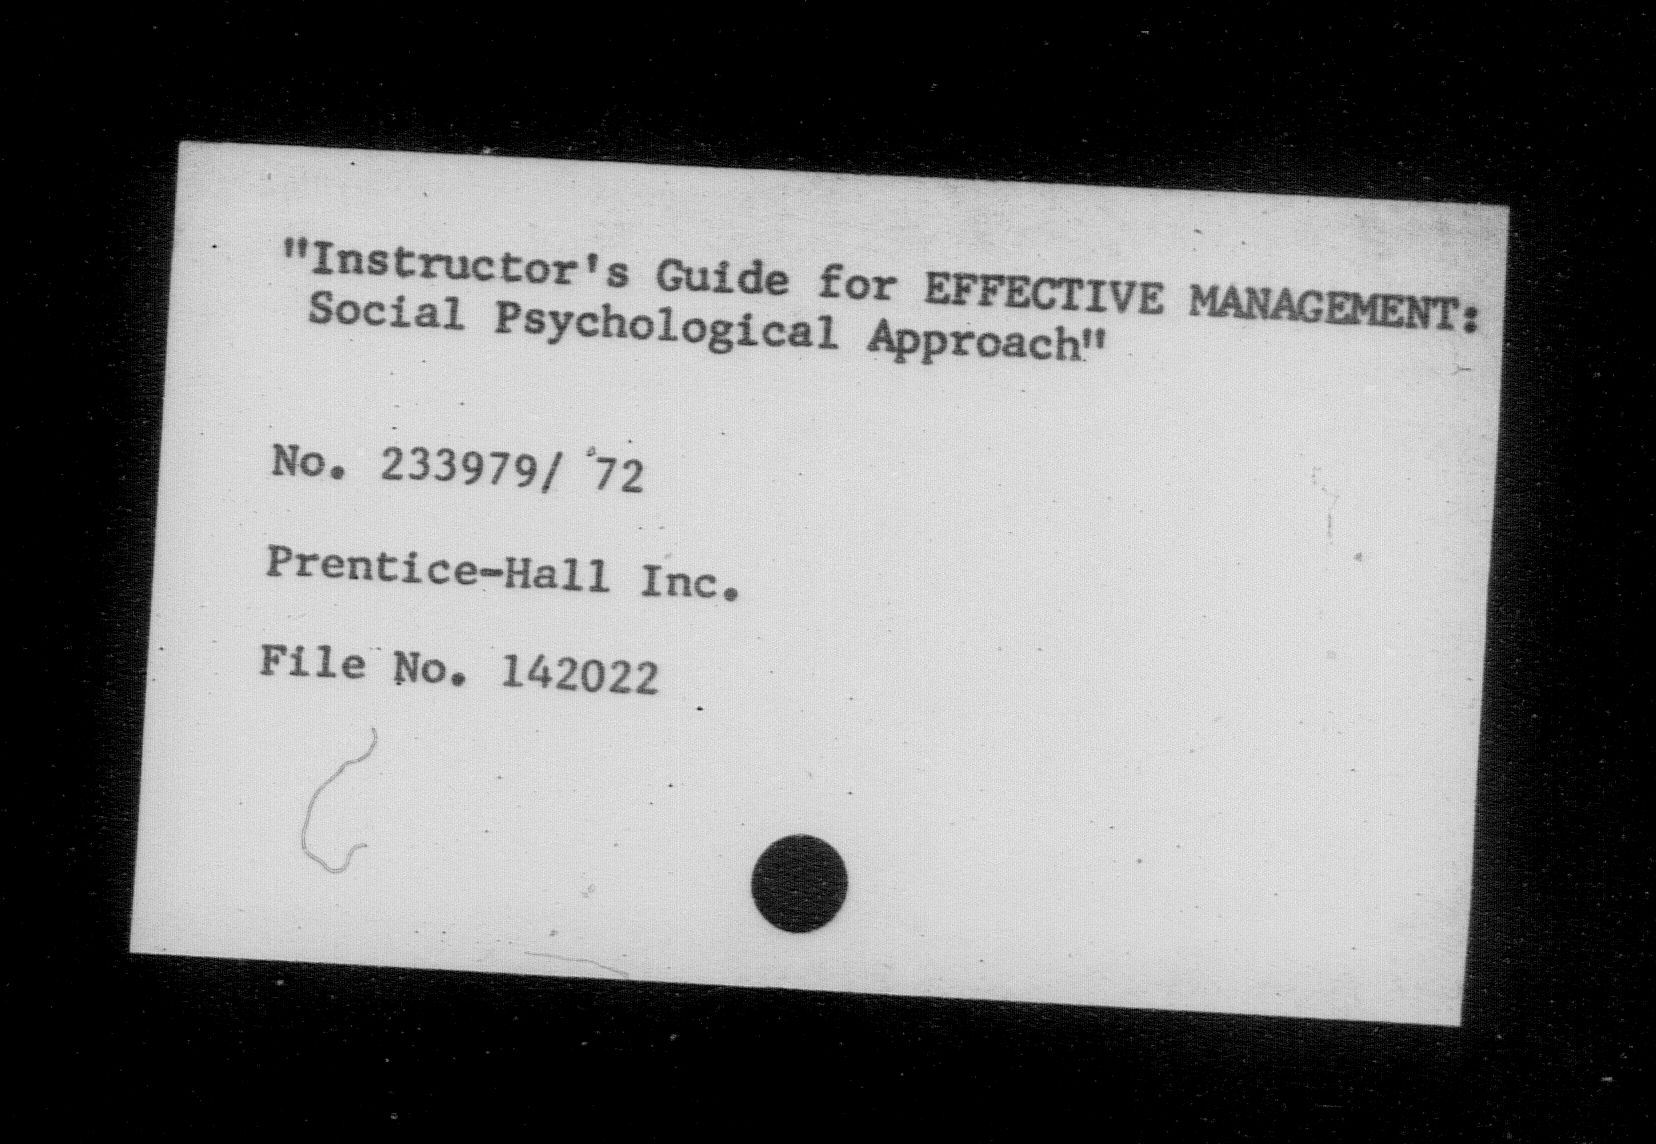 "Instructor's Guide for EFFECTIVE MANAGEMENT:
Social Psychological Approach"
No. 233979/ 72
Prentice-Hall Inc.
File No. 142022